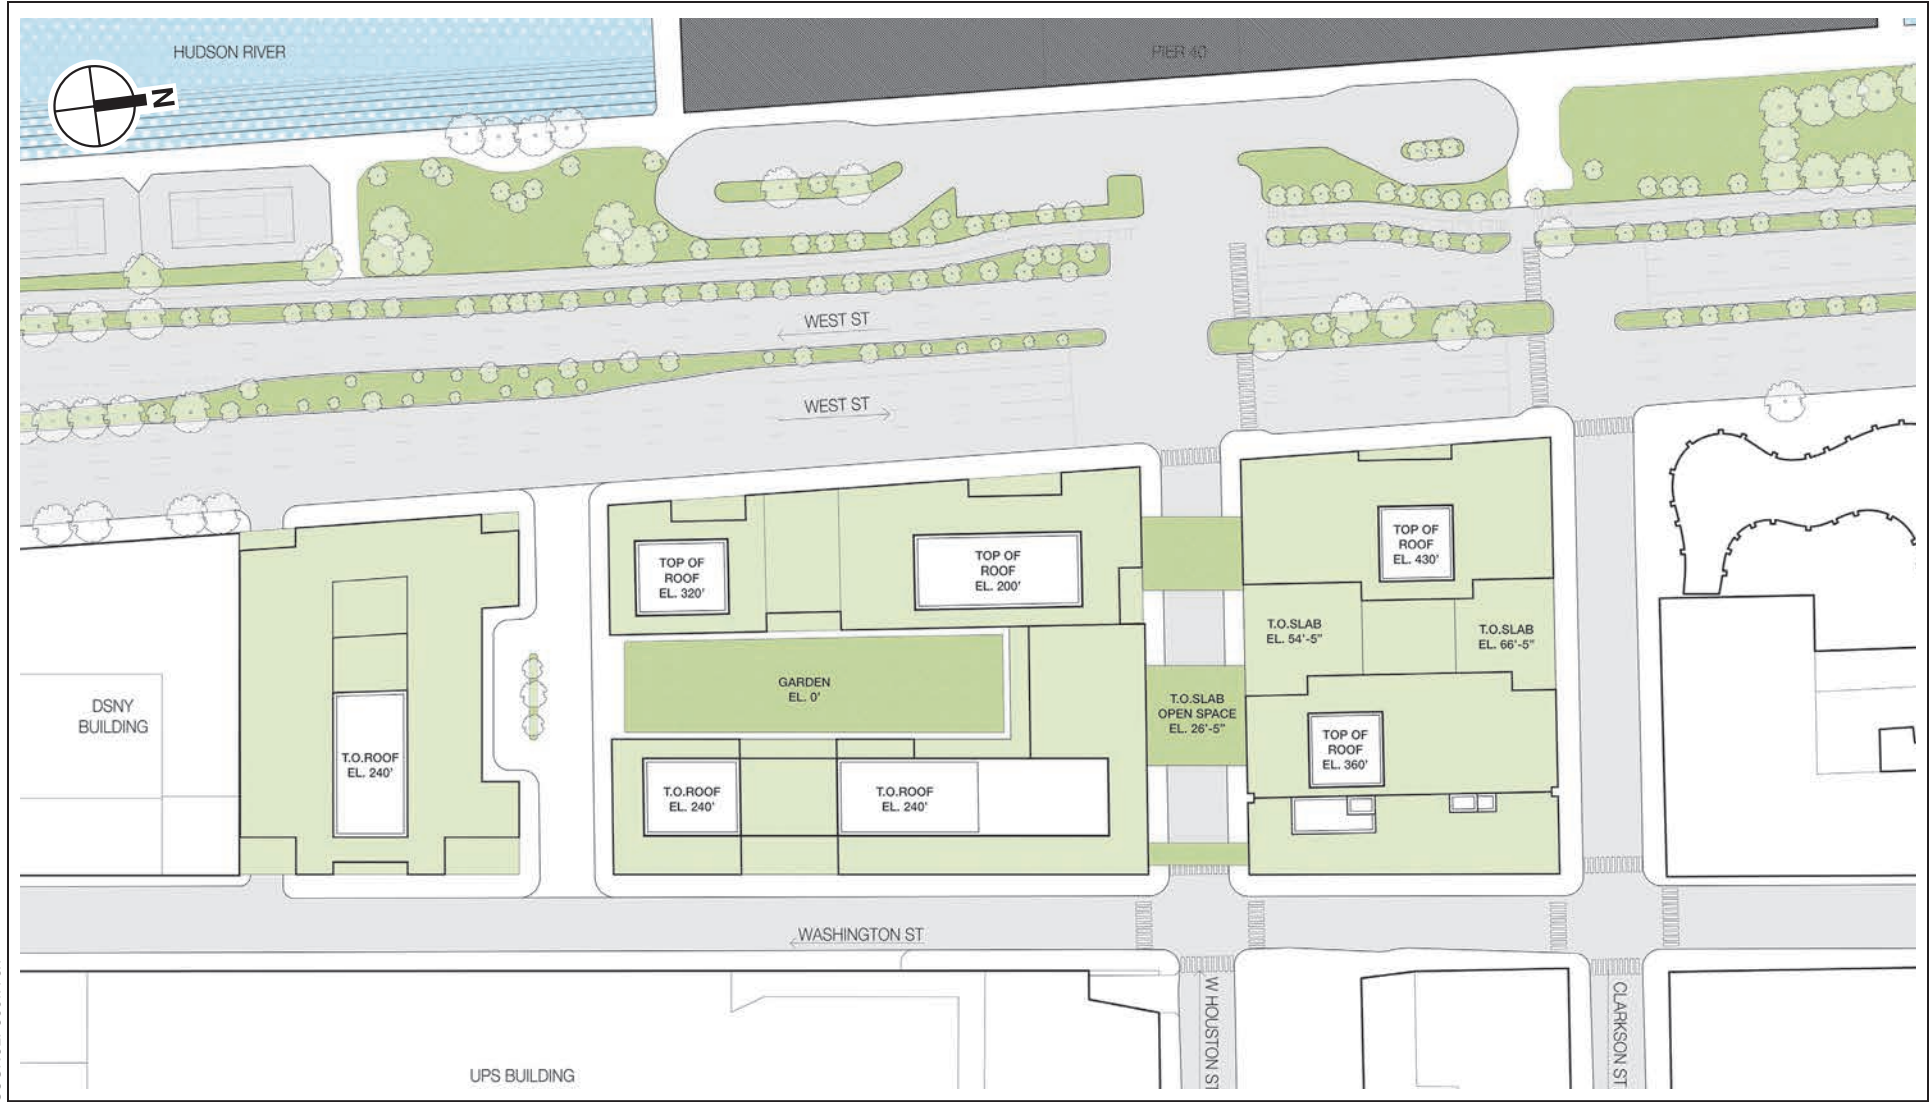 HUDSON RIVER
PIER 40
N
WEST ST
WEST ST
TOP OF
ROOF
EL. 430'
TOP OF
ROOF
EL. 320'
TOP OF
ROOF
EL. 200'
T.O.SLAB
EL. 54'-5"
T.O.SLAB
EL. 66'-5"
GARDEN
EL. 0'
T.O.SLAB
OPEN SPACE
EL. 26'-5"
DSNY
BUILDING
T.O.ROOF
EL. 240'
TOP OF
ROOF
EL. 360'
T.O.ROOF
EL. 240'
T.O.ROOF
EL. 240'
WASHINGTON ST
W HOUSTON ST
CLARKSON ST
UPS BUILDING